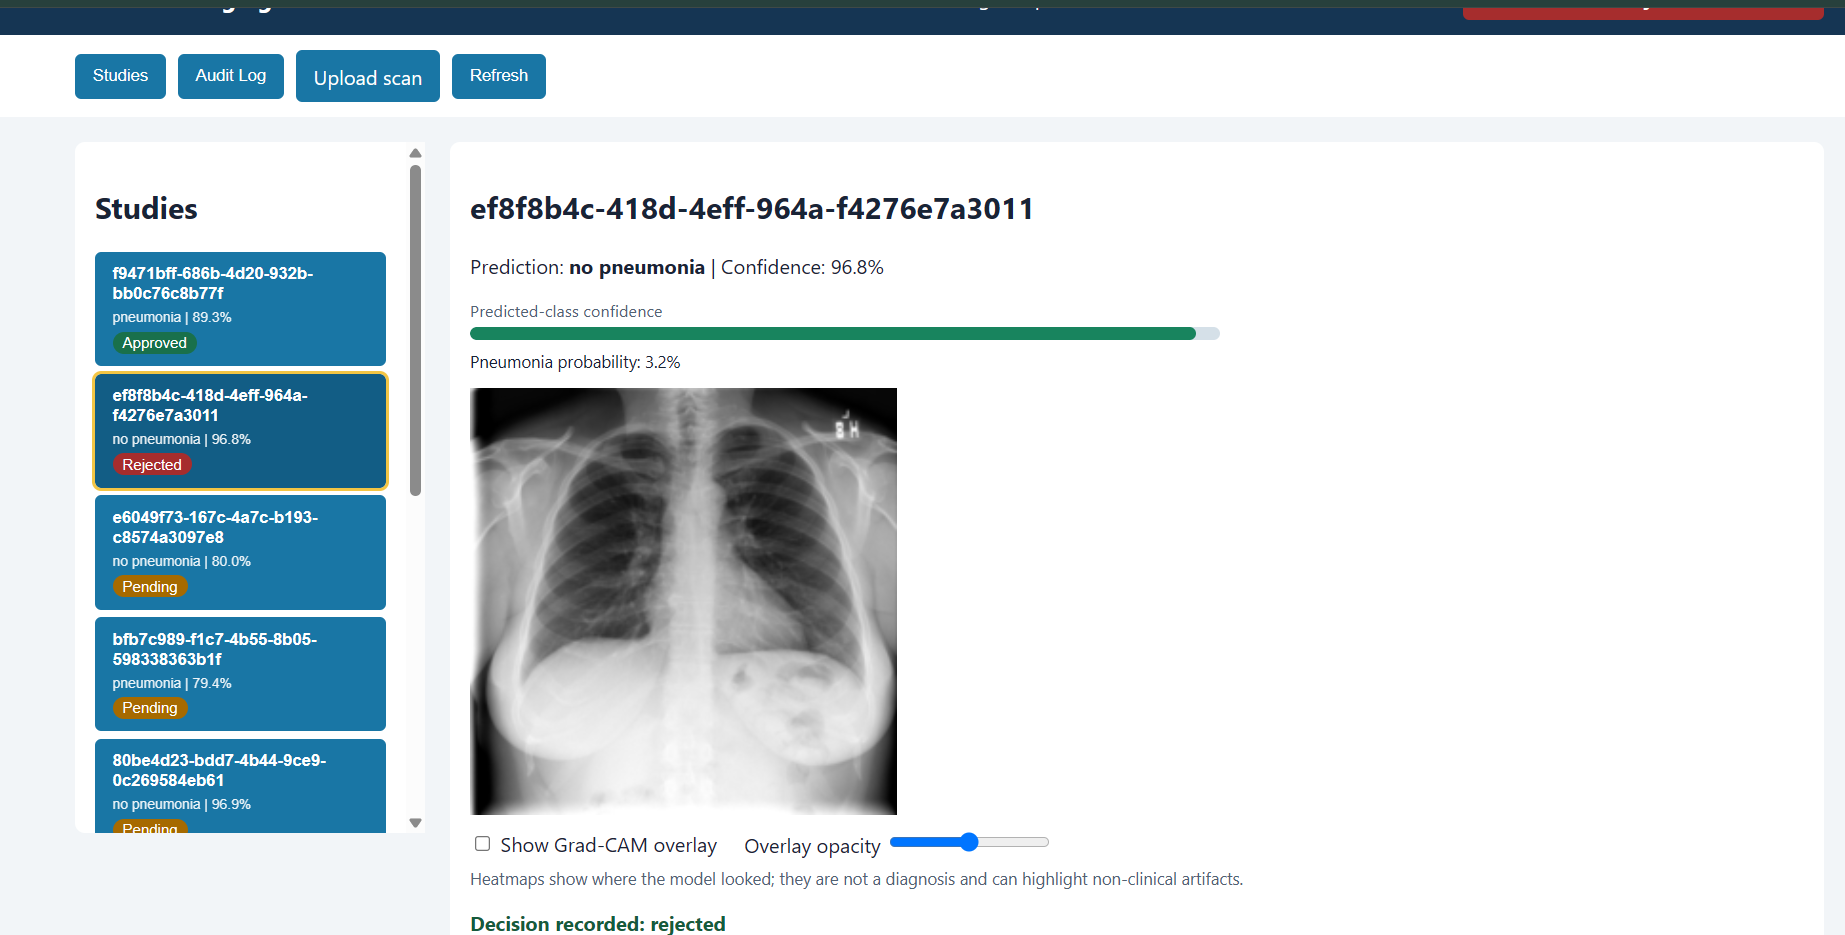 Studies
Audit Log
Upload scan
Refresh
Studies
f9471bff-686b-4d20-932b-
bb0c76c8b77f
pneumonia | 89.3%
Approved
ef8f8b4c-418d-4eff-964a-
f4276e7a3011
no pneumonia | 96.8%
Rejected
e6049f73-167c-4a7c-b193-
c8574a3097e8
no pneumonia | 80.0%
Pending
bfb7c989-f1c7-4b55-8b05-
598338363b1f
pneumonia | 79.4%
Pending
80be4d23-bdd7-4b44-9ce9-
0c269584eb61
no pneumonia | 96.9%
Pending
ef8f8b4c-418d-4eff-964a-f4276e7a3011
Prediction: no pneumonia | Confidence: 96.8%
Predicted-class confidence
Pneumonia probability: 3.2%
Show Grad-CAM overlay
Overlay opacity
Heatmaps show where the model looked; they are not a diagnosis and can highlight non-clinical artifacts.
Decision recorded: rejected